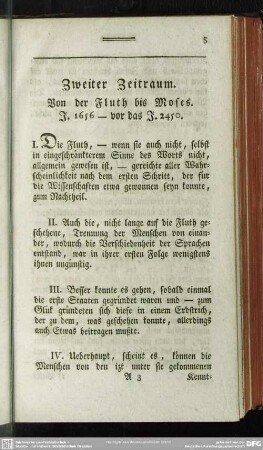 5
Zweiter Zeitraum.
Von der Fluth bis Moses.
J. 1656 — vor das J. 2450.
I. Die Fluth, — wenn sie auch nicht, selbst
in eingeschränkterem Sinne des Worts nicht,
allgemein gewesen ist, — gereichte aller Wahr-
scheinlichkeit nach dem ersten Schritt, der für
die Wissenschaften etwa gewonnen seyn konnte,
zum Nachtheil.
II. Auch die, nicht lange auf die Fluth ge-
schehene, Trennung der Menschen von einan-
der, wodurch die Verschiedenheit der Sprachen
entstand, war in ihrer ersten Folge wenigstens
ihnen ungünstig.
III. Besser konnte es gehen, sobald einmal
die erste Staaten gegründet waren und — zum
Glük gründeten sich diese in einem Erdstrich,
der zu dem, was geschehen konnte, allerdings
auch Etwas beitragen mußte.
IV. Ueberhaupt, scheint es, können die
Menschen von den izt unter sie gekommenen
A 3 Kennt-